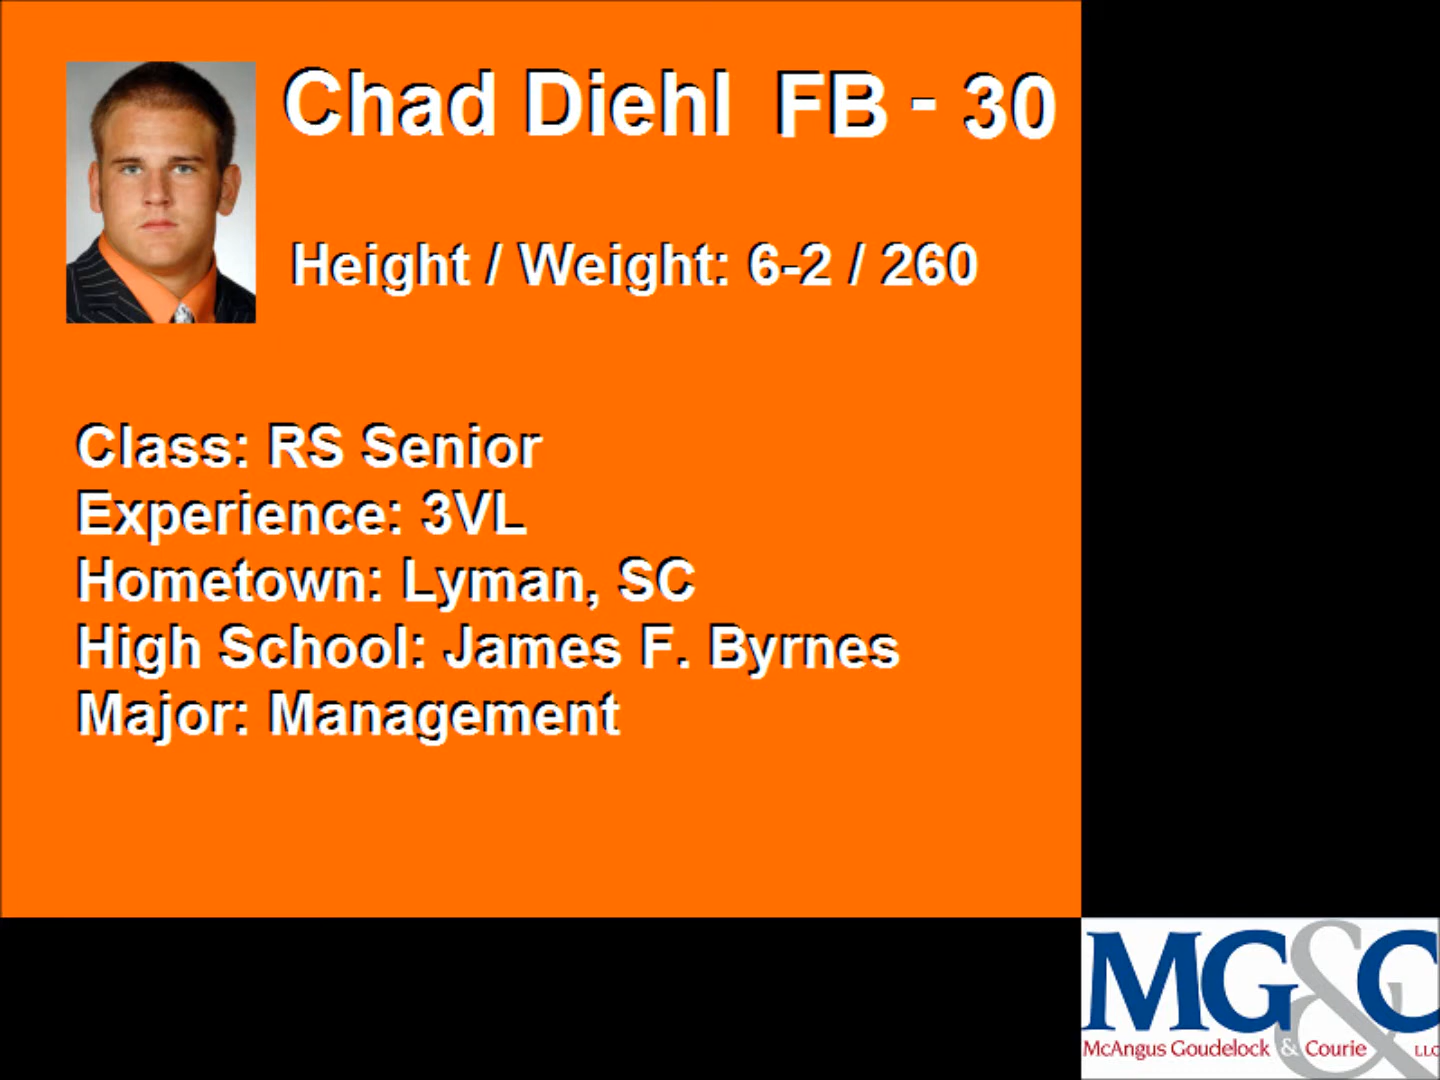 Chad Diehl FB - 30
Height / Weight: 6-2 / 260
Class: RS Senior
Experience: 3VL
Hometown: Lyman, SC
High School: James F. Byrnes
Major: Management
MG&C
McAngus Goudelock & Courie LLC